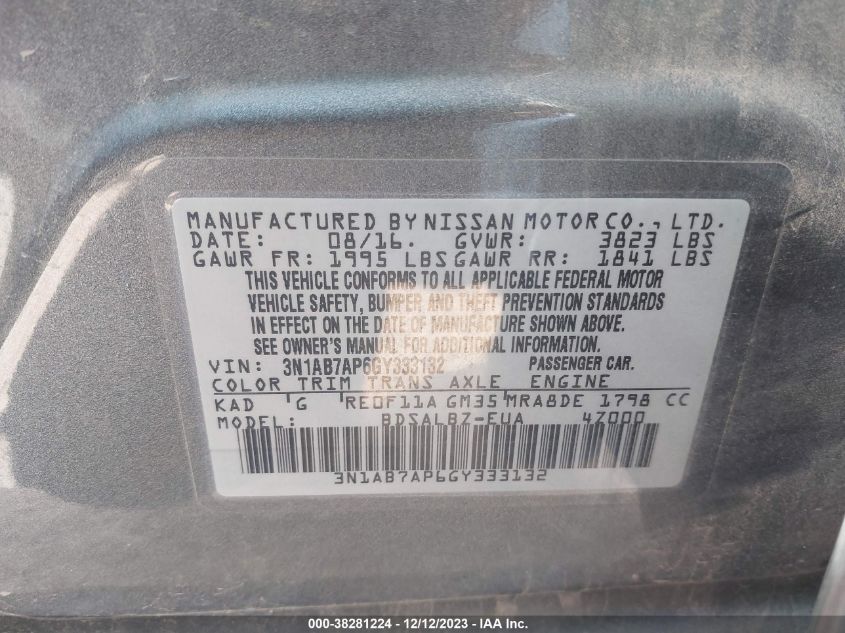 MANUFACTURED BY NISSAN MOTOR CO., LTD.
DATE: 08/16. GVWR: 3823 LBS
GAWR FR: 1995 LBS GAWR RR: 1841 LBS
THIS VEHICLE CONFORMS TO ALL APPLICABLE FEDERAL MOTOR
VEHICLE SAFETY, BUMPER AND THEFT PREVENTION STANDARDS
IN EFFECT ON THE DATE OF MANUFACTURE SHOWN ABOVE.
SEE OWNER'S MANUAL FOR ADDITIONAL INFORMATION.
VIN: 3N1AB7AP6GY333132 PASSENGER CAR.
COLOR TRIM TRANS AXLE ENGINE
KAD G RE0F11A GM35 MRA8DE 1798 CC
MODEL: BDSALBZ-EUA 4Z000
3N1AB7AP6GY333132
000-38281224 - 12/12/2023 - IAA Inc.